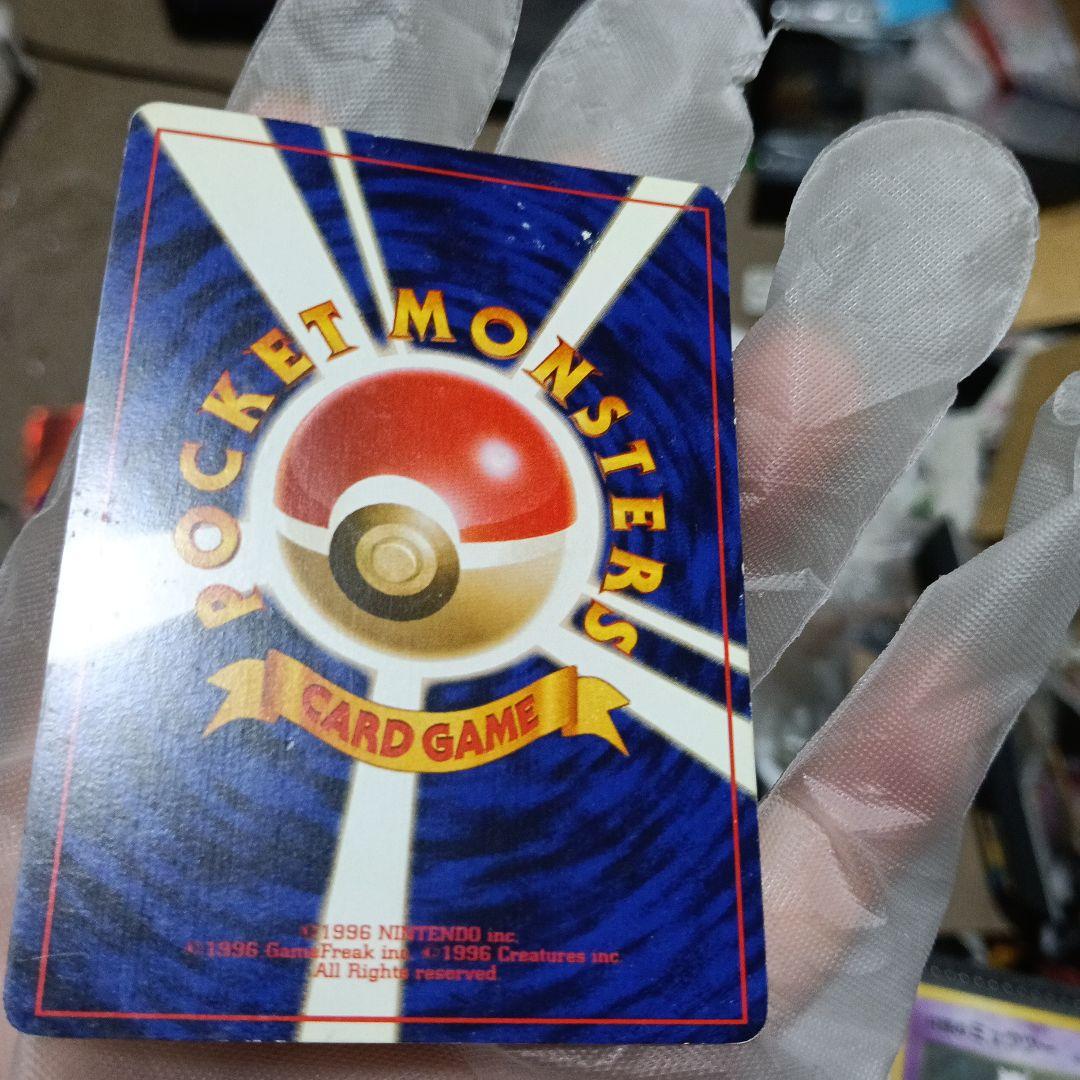 POCKET MONSTERS
CARD GAME
©1996 NINTENDO inc.
©1996 GameFreak inc. ©1996 Creatures inc.
All Rights reserved.